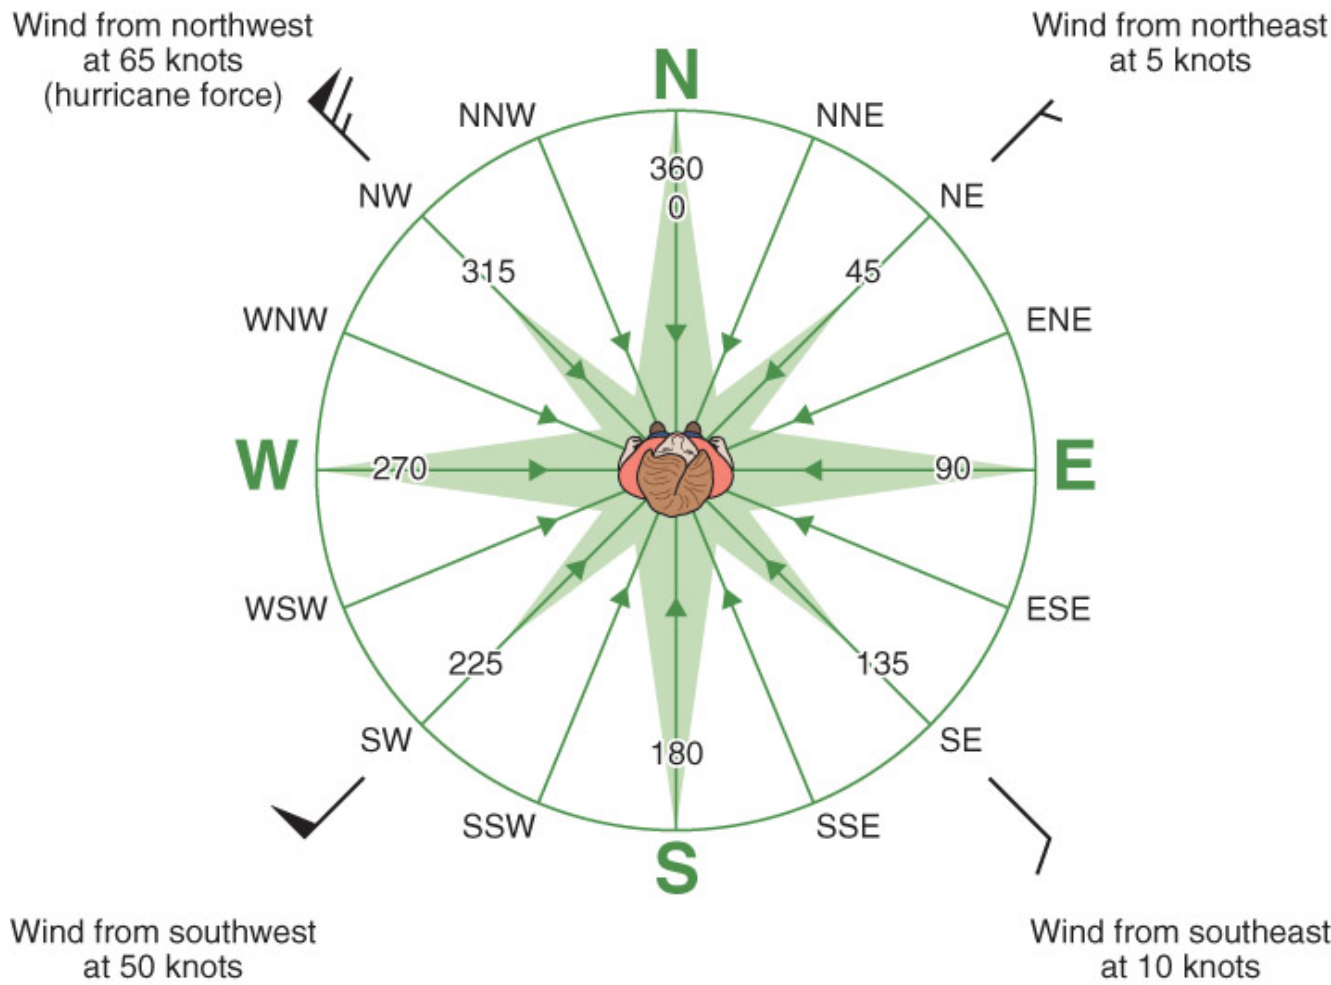 Wind from northwest
at 65 knots
(hurricane force)
Wind from northeast
at 5 knots
N
NNW
NNE
360
0
NW
NE
315
45
WNW
ENE
W
270
90
E
WSW
ESE
225
135
SW
SE
180
SSW
SSE
S
Wind from southwest
at 50 knots
Wind from southeast
at 10 knots